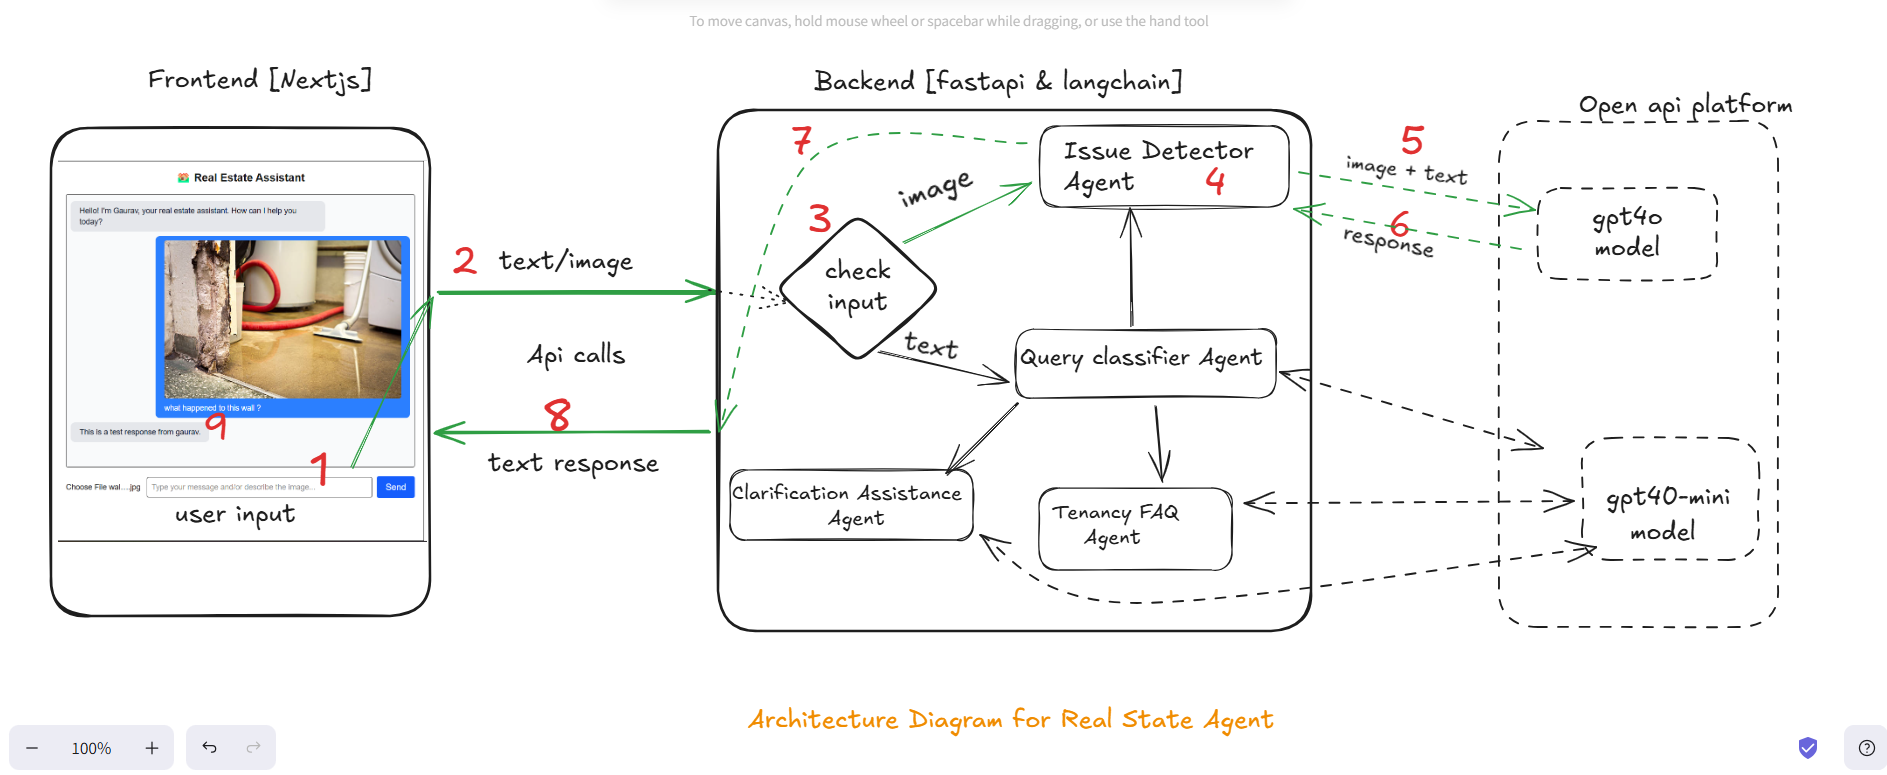 To move canvas, hold mouse wheel or spacebar while dragging, or use the hand tool
Frontend [Nextjs]
Real Estate Assistant
Hello! I'm Gaurav, your real estate assistant. How can I help you
today?
what happened to this wall ?
9
This is a test response from gaurav.
1
Choose File wal....jpg
Type your message and/or describe the image...
Send
user input
2
text/image
Api calls
8
text response
Backend [fastapi & langchain]
7
3
check
input
image
text
Issue Detector
Agent
4
Query classifier Agent
Clarification Assistance
Agent
Tenancy FAQ
Agent
5
image + text
6
response
Open api platform
gpt4o
model
gpt40-mini
model
Architecture Diagram for Real State Agent
100%